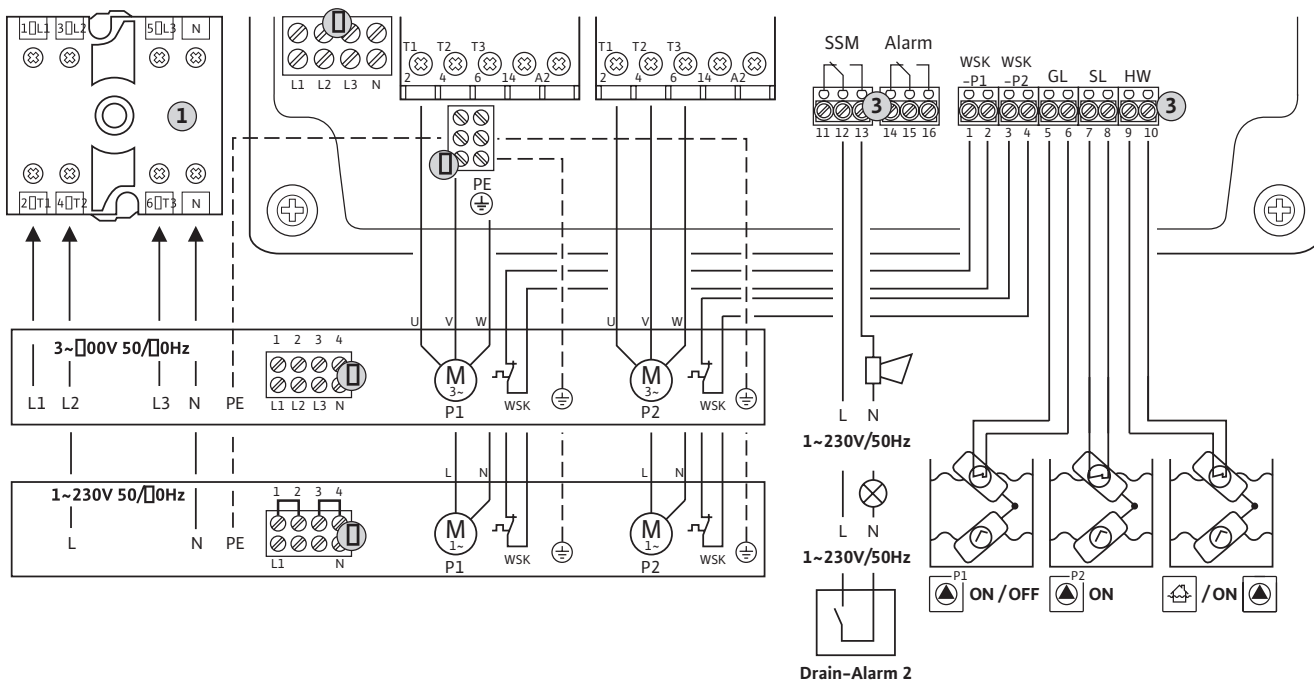 1▯L1 3▯L2 5▯L3 N
L1 L2 L3 N
T1 T2 T3
2 4 6 14 A2
T1 T2 T3
2 4 6 14 A2
SSM Alarm
WSK -P1 WSK -P2 GL SL HW
1
3
3
11 12 13 14 15 16
1 2 3 4 5 6 7 8 9 10
PE
2▯T1 4▯T2 6▯T3 N
U V W
U V W
3~▯00V 50/▯0Hz
1 2 3 4
L1 L2 L3 N
L1 L2 L3 N PE
M 3~
P1
WSK
M 3~
P2
WSK
L N
1~230V/50Hz
L N
L N
1~230V 50/▯0Hz
1 2 3 4
L1 N
L N PE
M 1~
P1
WSK
M 1~
P2
WSK
L N
1~230V/50Hz
P1 ON/OFF
P2 ON
/ON
Drain-Alarm 2